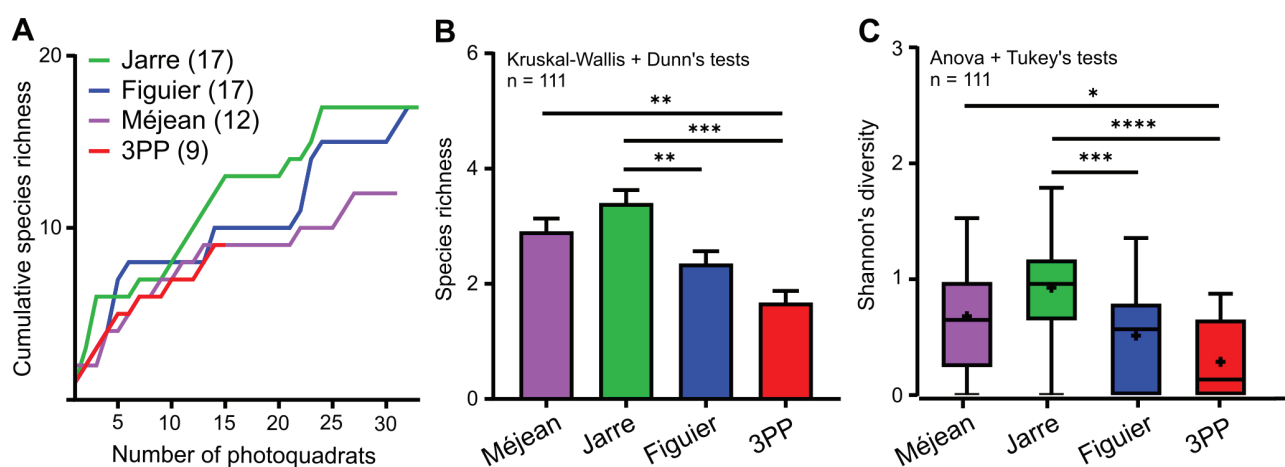 A
Cumulative species richness
20
10
Jarre (17)
Figuier (17)
Méjean (12)
3PP (9)
5
10
15
20
25
30
Number of photoquadrats
B
Species richness
6
4
2
0
Kruskal-Wallis + Dunn's tests
n = 111
**
***
**
Méjean
Jarre
Figuier
3PP
C
Shannon's diversity
3
2
1
0
Anova + Tukey's tests
n = 111
*
****
***
Méjean
Jarre
Figuier
3PP